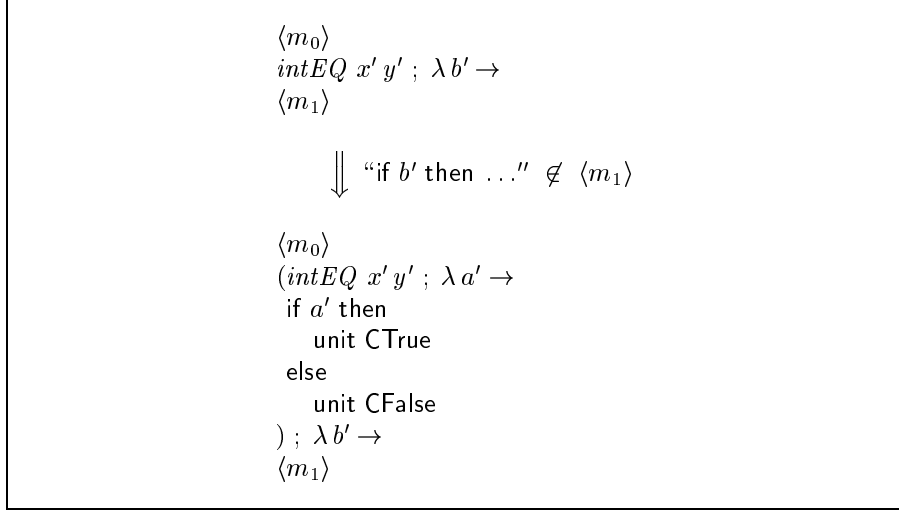 ⟨m₀⟩
intEQ x′ y′ ; λ b′ →
⟨m₁⟩
⇓ “if b′ then …″ ∉ ⟨m₁⟩
⟨m₀⟩
(intEQ x′ y′ ; λ a′ →
if a′ then
unit CTrue
else
unit CFalse
) ; λ b′ →
⟨m₁⟩